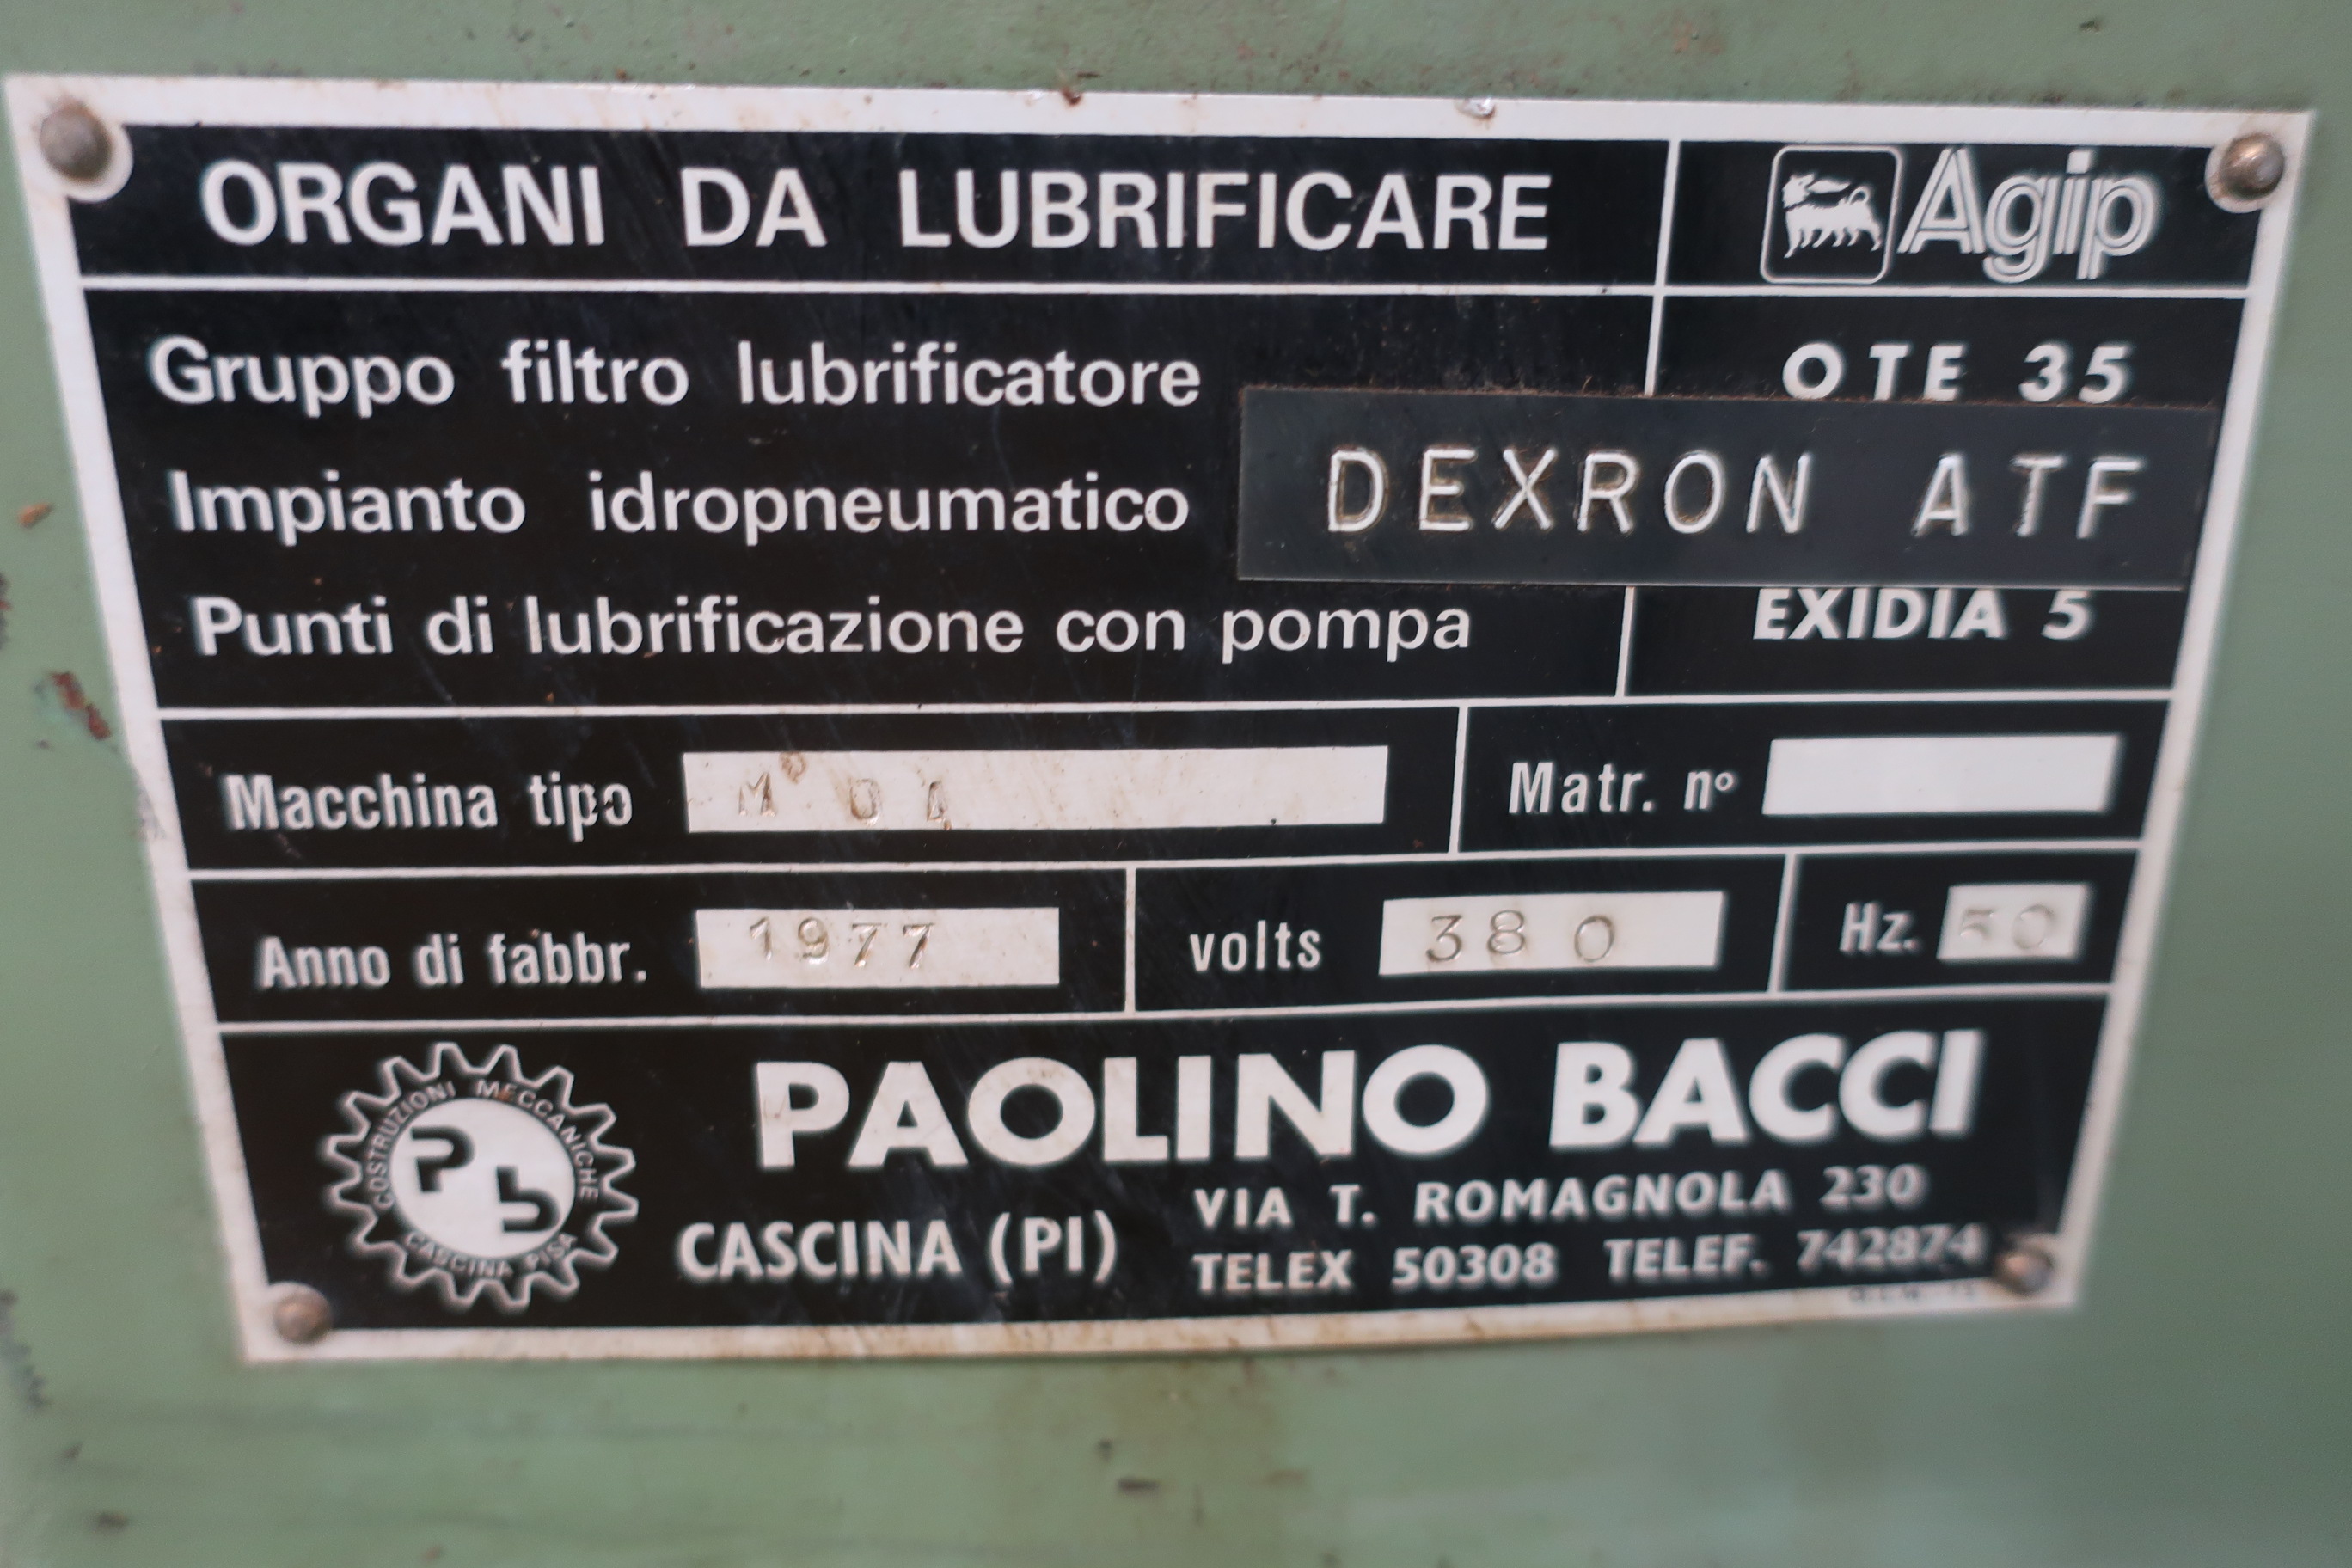 ORGANI DA LUBRIFICARE Agip
Gruppo filtro lubrificatore OTE 35
Impianto idropneumatico DEXRON ATF
Punti di lubrificazione con pompa EXIDIA 5
Macchina tipo Matr. nº
Anno di fabbr. 1977 volts 380 Hz. 50
COSTRUZIONI MECCANICHE
Pb
CASCINA PISA
PAOLINO BACCI
CASCINA (PI)
VIA T. ROMAGNOLA 230
TELEX 50308 TELEF. 742874